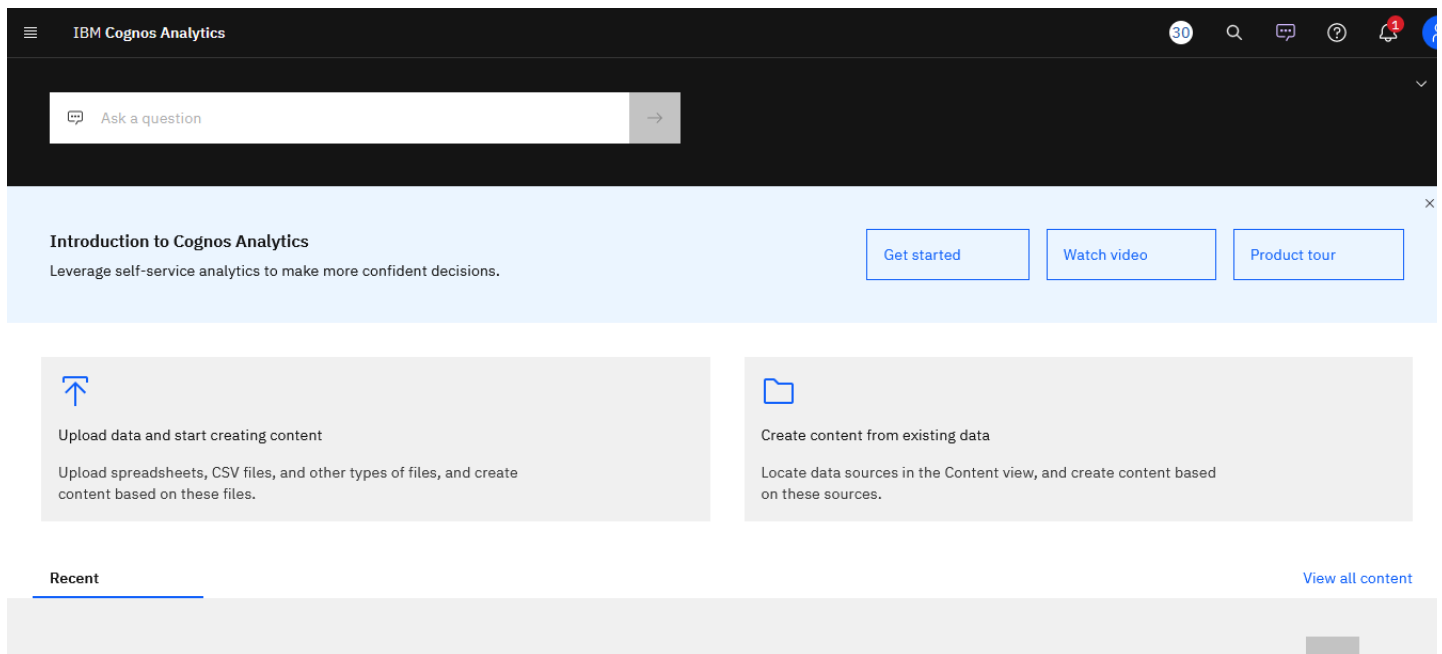 IBM Cognos Analytics
30
1
Ask a question
Introduction to Cognos Analytics
Leverage self-service analytics to make more confident decisions.
Get started
Watch video
Product tour
Upload data and start creating content
Upload spreadsheets, CSV files, and other types of files, and create
content based on these files.
Create content from existing data
Locate data sources in the Content view, and create content based
on these sources.
Recent
View all content